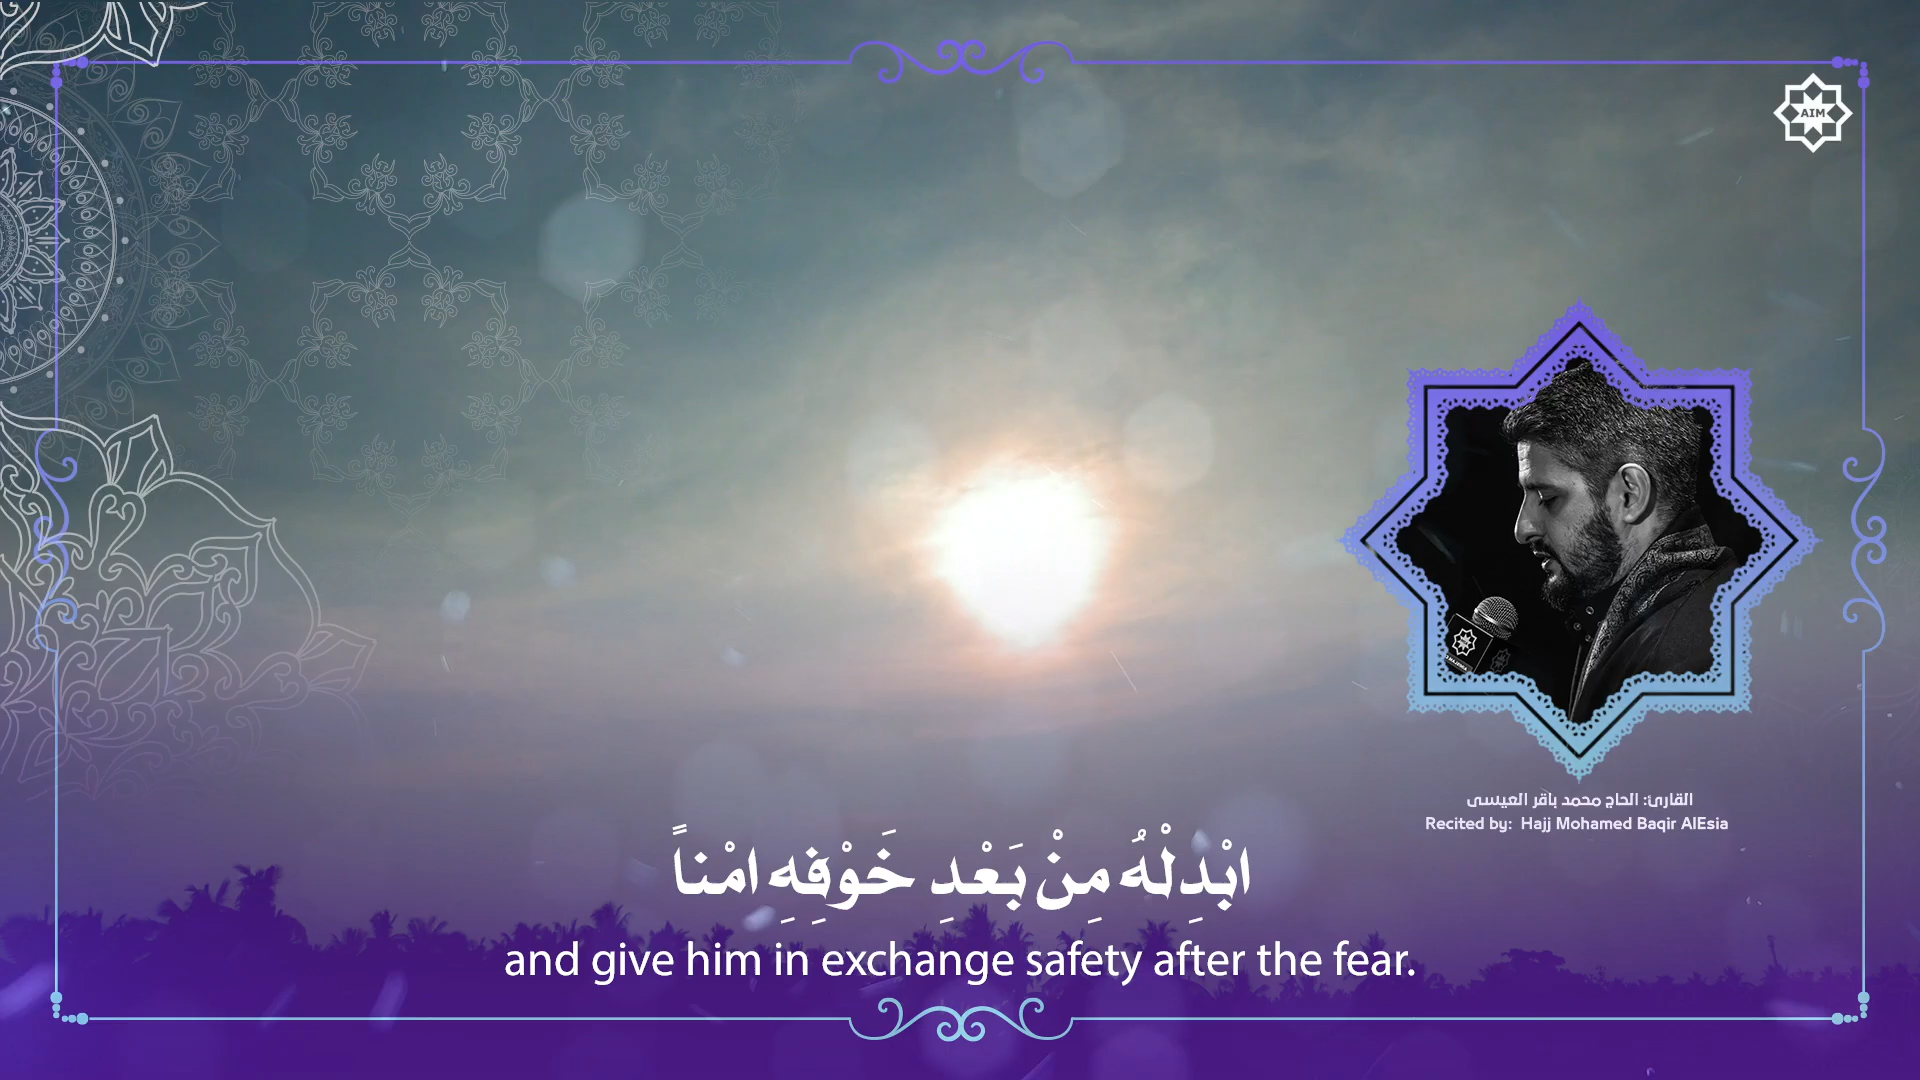 AIM
القارئ: الحاج محمد باقر العيسى
Recited by: Hajj Mohamed Baqir AlEsia
ابْدِلْهُ مِنْ بَعْدِ خَوْفِهِ امْناً
and give him in exchange safety after the fear.